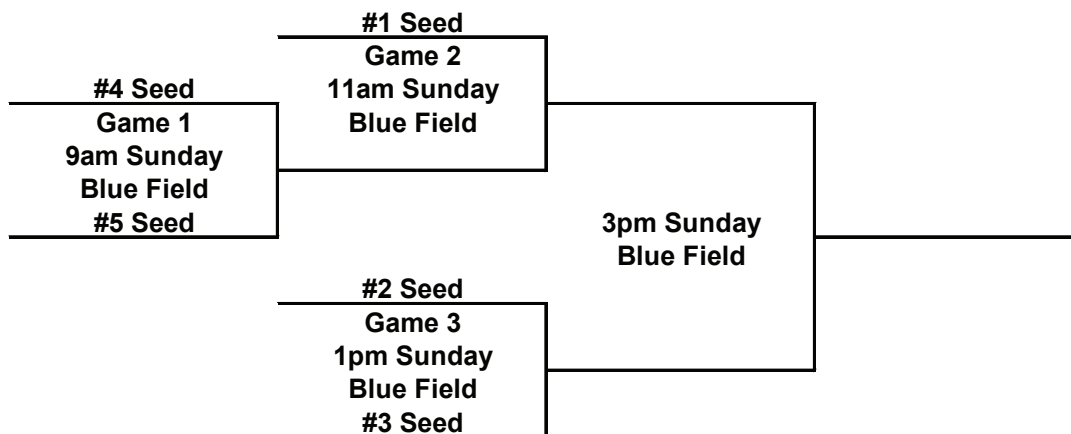 #1 Seed
Game 2
11am Sunday
Blue Field
#4 Seed
Game 1
9am Sunday
Blue Field
#5 Seed
3pm Sunday
Blue Field
#2 Seed
Game 3
1pm Sunday
Blue Field
#3 Seed